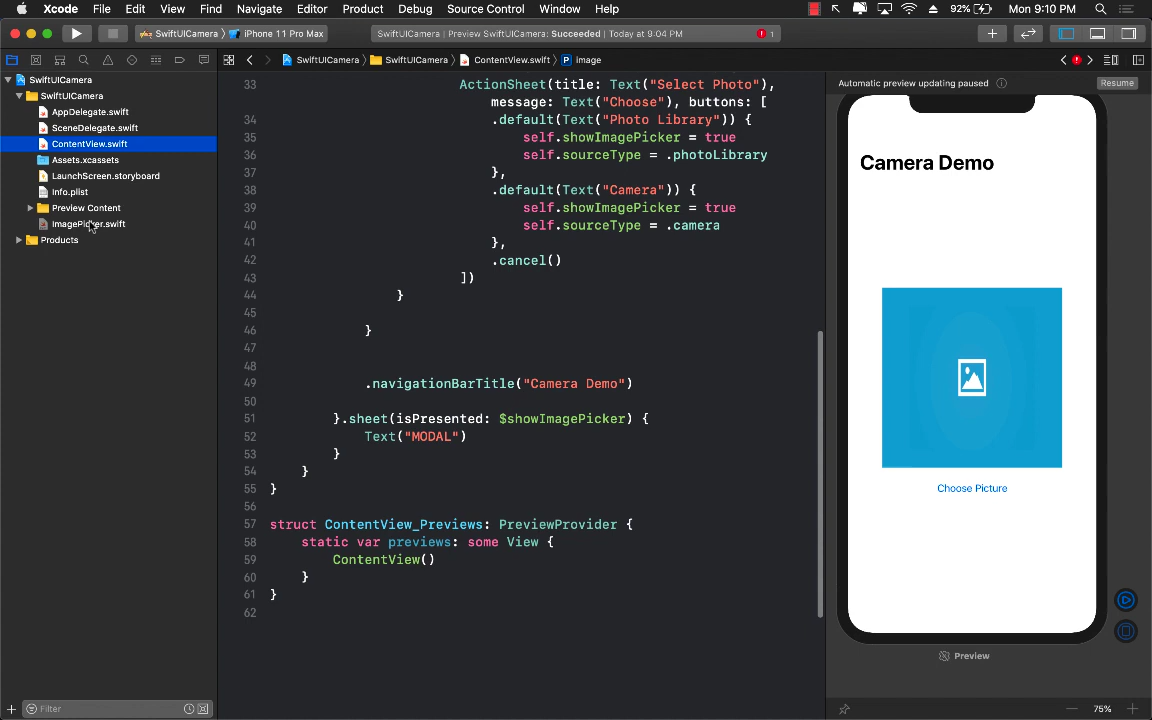 Xcode File Edit View Find Navigate Editor Product Debug Source Control Window Help 92% Mon 9:10 PM
SwiftUICamera iPhone 11 Pro Max SwiftUICamera | Preview SwiftUICamera: Succeeded | Today at 9:04 PM 1
SwiftUICamera SwiftUICamera ContentView.swift P image
SwiftUICamera
SwiftUICamera
AppDelegate.swift
SceneDelegate.swift
ContentView.swift
Assets.xcassets
LaunchScreen.storyboard
Info.plist
Preview Content
Products
Filter
33 ActionSheet(title: Text("Select Photo"),
message: Text("Choose"), buttons: [
34 .default(Text("Photo Library")) {
35 self.showImagePicker = true
36 self.sourceType = .photoLibrary
37 },
38 .default(Text("Camera")) {
39 self.showImagePicker = true
40 self.sourceType = .camera
41 },
42 .cancel()
43 ])
44 }
45
46 }
47
48
49 .navigationBarTitle("Camera Demo")
50
51 }.sheet(isPresented: $showImagePicker) {
52 Text("MODAL")
53 }
54 }
55 }
56
57 struct ContentView_Previews: PreviewProvider {
58 static var previews: some View {
59 ContentView()
60 }
61 }
62
Automatic preview updating paused Resume
Camera Demo
Choose Picture
Preview
75%